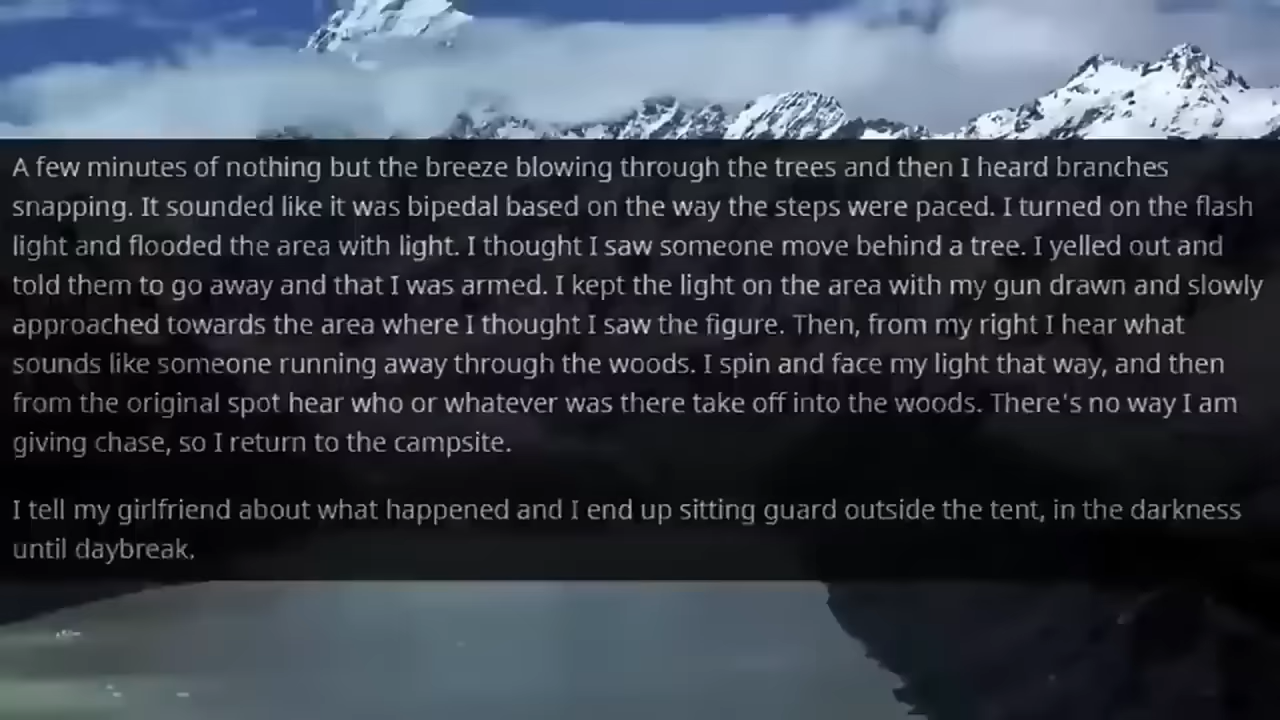 A few minutes of nothing but the breeze blowing through the trees and then I heard branches
snapping. It sounded like it was bipedal based on the way the steps were paced. I turned on the flash
light and flooded the area with light. I thought I saw someone move behind a tree. I yelled out and
told them to go away and that I was armed. I kept the light on the area with my gun drawn and slowly
approached towards the area where I thought I saw the figure. Then, from my right I hear what
sounds like someone running away through the woods. I spin and face my light that way, and then
from the original spot hear who or whatever was there take off into the woods. There's no way I am
giving chase, so I return to the campsite.
I tell my girlfriend about what happened and I end up sitting guard outside the tent, in the darkness
until daybreak.